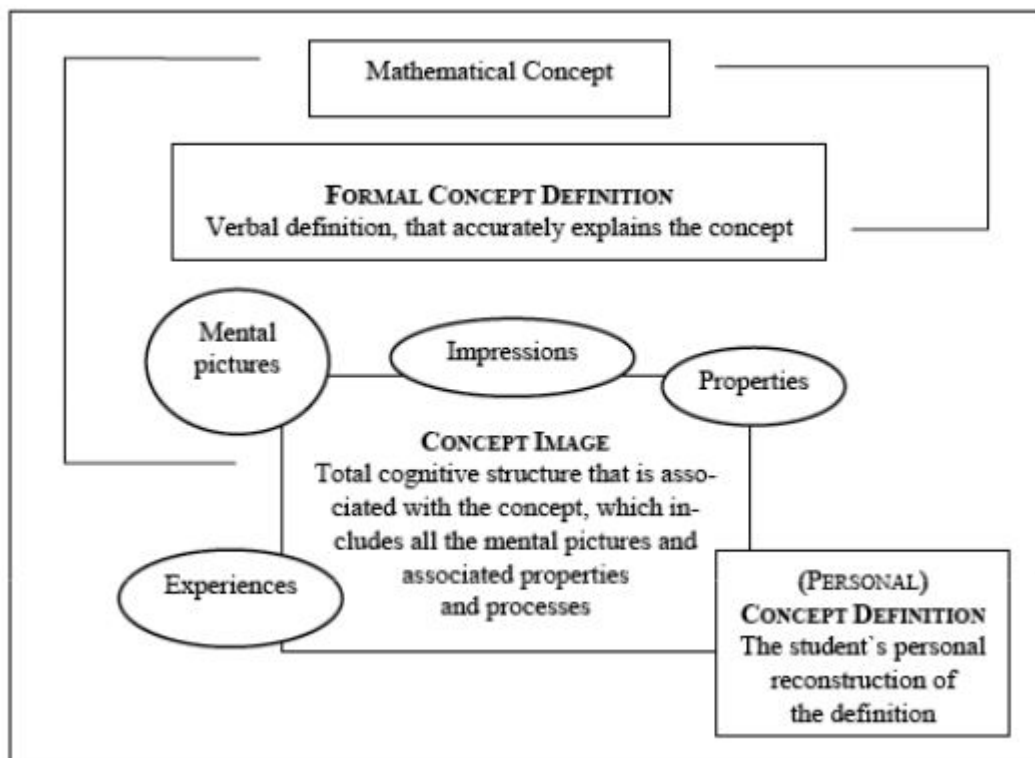 Mathematical Concept
FORMAL CONCEPT DEFINITION
Verbal definition, that accurately explains the concept
Mental
pictures
Impressions
Properties
CONCEPT IMAGE
Total cognitive structure that is asso-
ciated with the concept, which in-
cludes all the mental pictures and
associated properties
and processes
Experiences
(PERSONAL)
CONCEPT DEFINITION
The student`s personal
reconstruction of
the definition